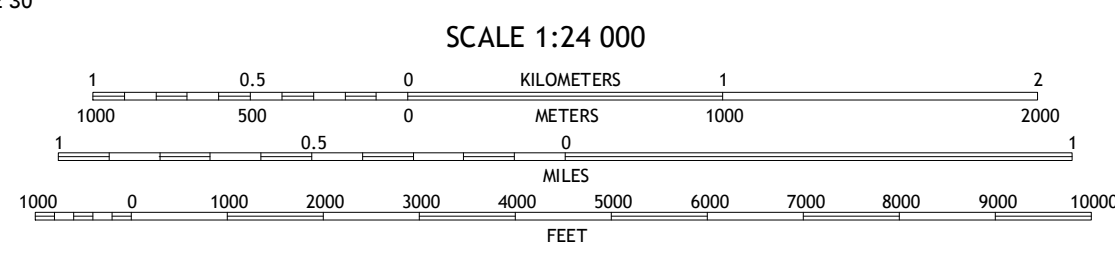 30
SCALE 1:24 000
1 0.5 0 KILOMETERS 1 2
1000 500 0 METERS 1000 2000
1 0.5 0 1
MILES
1000 0 1000 2000 3000 4000 5000 6000 7000 8000 9000 10000
FEET